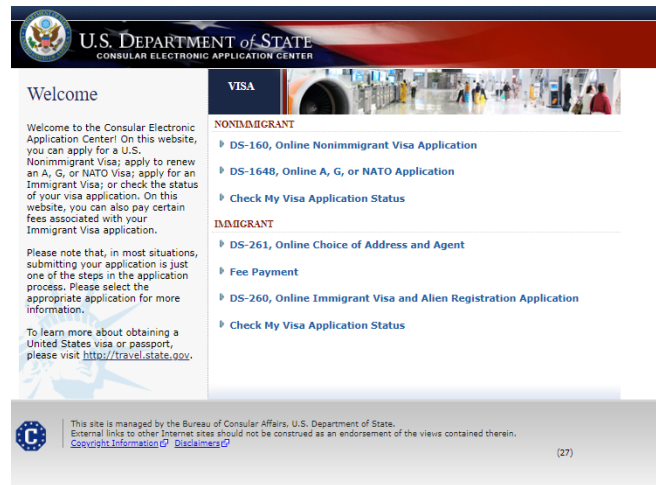 U.S. DEPARTMENT of STATE
CONSULAR ELECTRONIC APPLICATION CENTER
Welcome
Welcome to the Consular Electronic
Application Center! On this website,
you can apply for a U.S.
Nonimmigrant Visa; apply to renew
an A, G, or NATO Visa; apply for an
Immigrant Visa; or check the status
of your visa application. On this
website, you can also pay certain
fees associated with your
Immigrant Visa application.
Please note that, in most situations,
submitting your application is just
one of the steps in the application
process. Please select the
appropriate application for more
information.
To learn more about obtaining a
United States visa or passport,
please visit http://travel.state.gov.
VISA
NONIMMIGRANT
DS-160, Online Nonimmigrant Visa Application
DS-1648, Online A, G, or NATO Application
Check My Visa Application Status
IMMIGRANT
DS-261, Online Choice of Address and Agent
Fee Payment
DS-260, Online Immigrant Visa and Alien Registration Application
Check My Visa Application Status
This site is managed by the Bureau of Consular Affairs, U.S. Department of State.
External links to other Internet sites should not be construed as an endorsement of the views contained therein.
Copyright Information Disclaimers
(27)